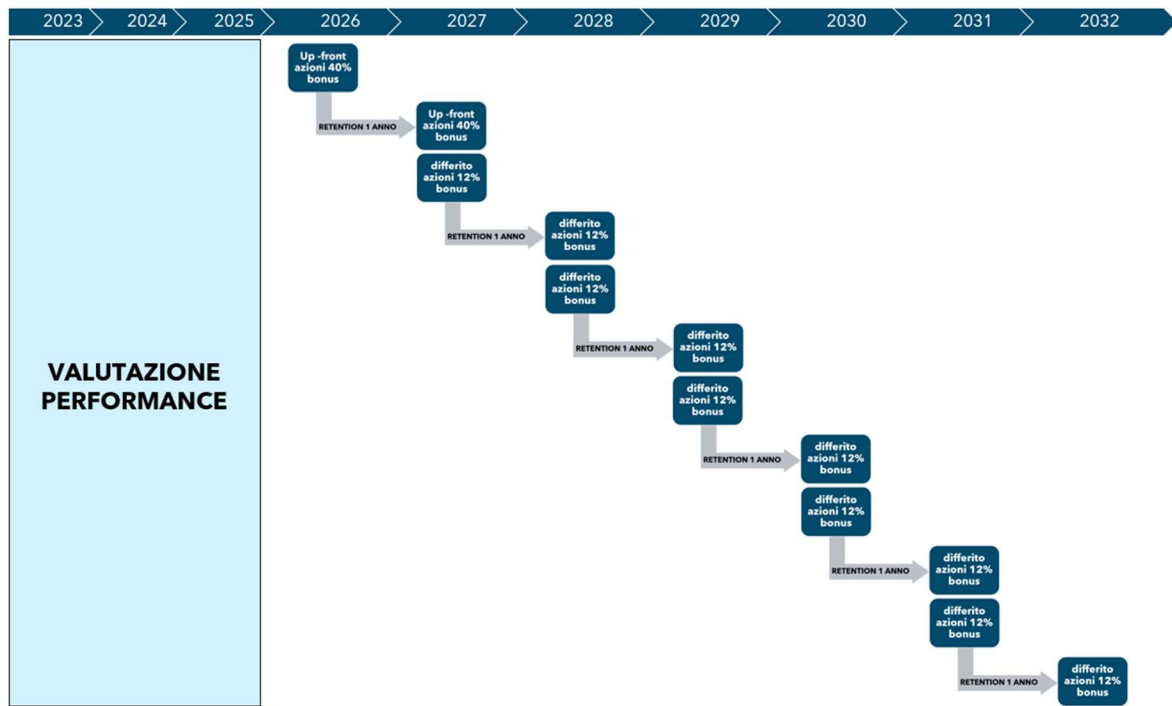 2023 2024 2025 2026 2027 2028 2029 2030 2031 2032
Up -front
azioni 40%
bonus
RETENTION 1 ANNO
Up -front
azioni 40%
bonus
differito
azioni 12%
bonus
RETENTION 1 ANNO
differito
azioni 12%
bonus
differito
azioni 12%
bonus
RETENTION 1 ANNO
differito
azioni 12%
bonus
VALUTAZIONE
PERFORMANCE
differito
azioni 12%
bonus
RETENTION 1 ANNO
differito
azioni 12%
bonus
differito
azioni 12%
bonus
RETENTION 1 ANNO
differito
azioni 12%
bonus
differito
azioni 12%
bonus
RETENTION 1 ANNO
differito
azioni 12%
bonus